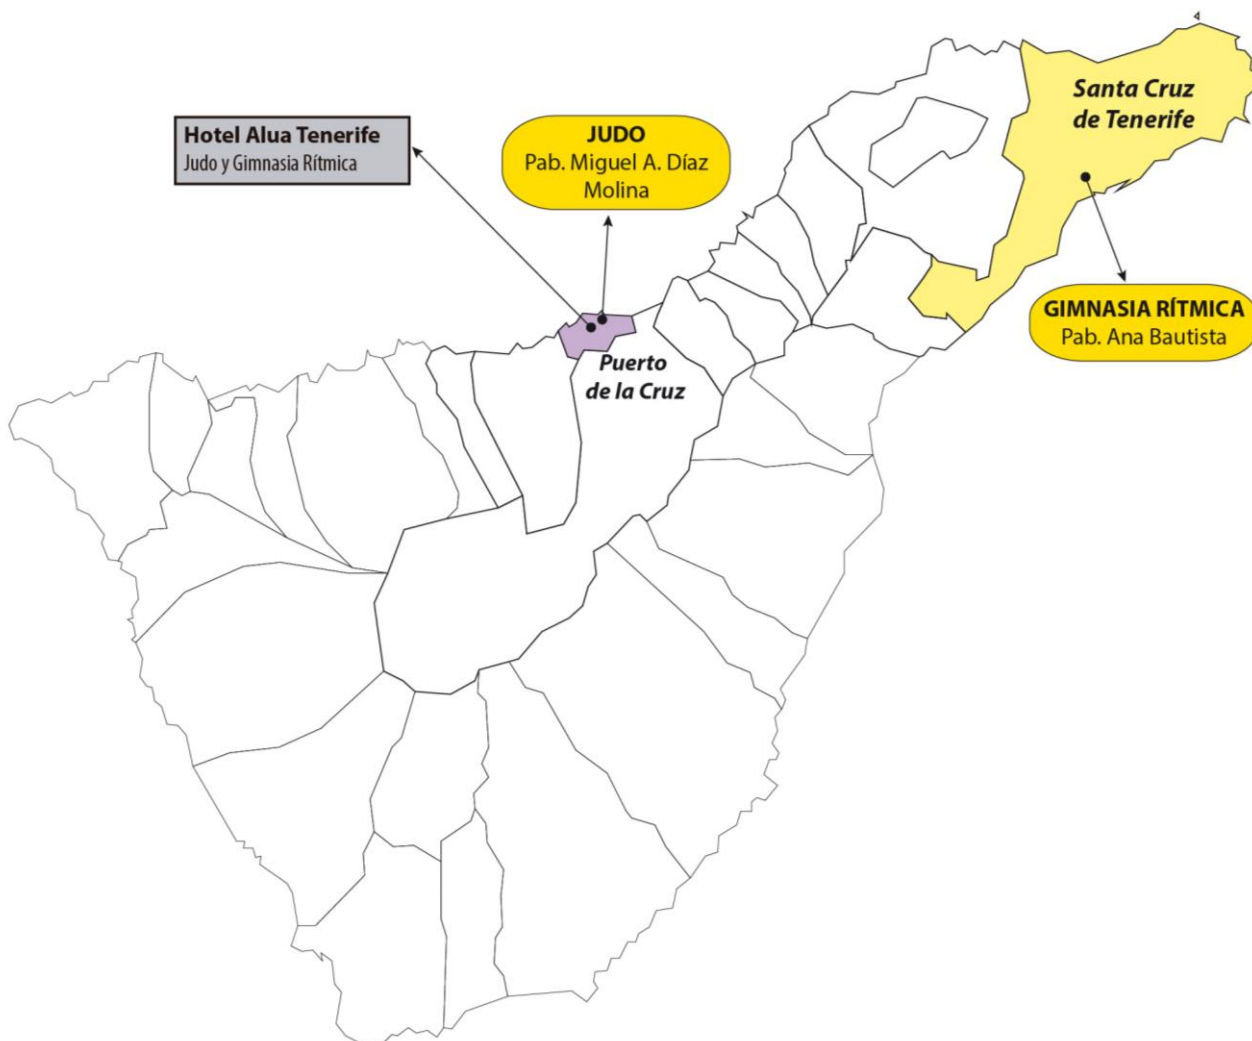 Santa Cruz
de Tenerife
Hotel Alua Tenerife
Judo y Gimnasia Rítmica
JUDO
Pab. Miguel A. Díaz
Molina
GIMNASIA RÍTMICA
Pab. Ana Bautista
Puerto
de la Cruz